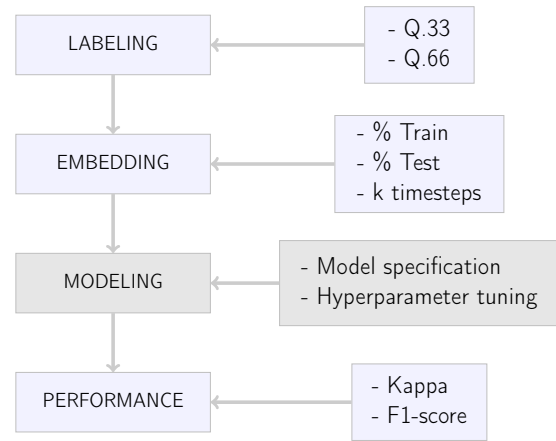 LABELING
- Q.33
- Q.66
EMBEDDING
- % Train
- % Test
- k timesteps
MODELING
- Model specification
- Hyperparameter tuning
PERFORMANCE
- Kappa
- F1-score